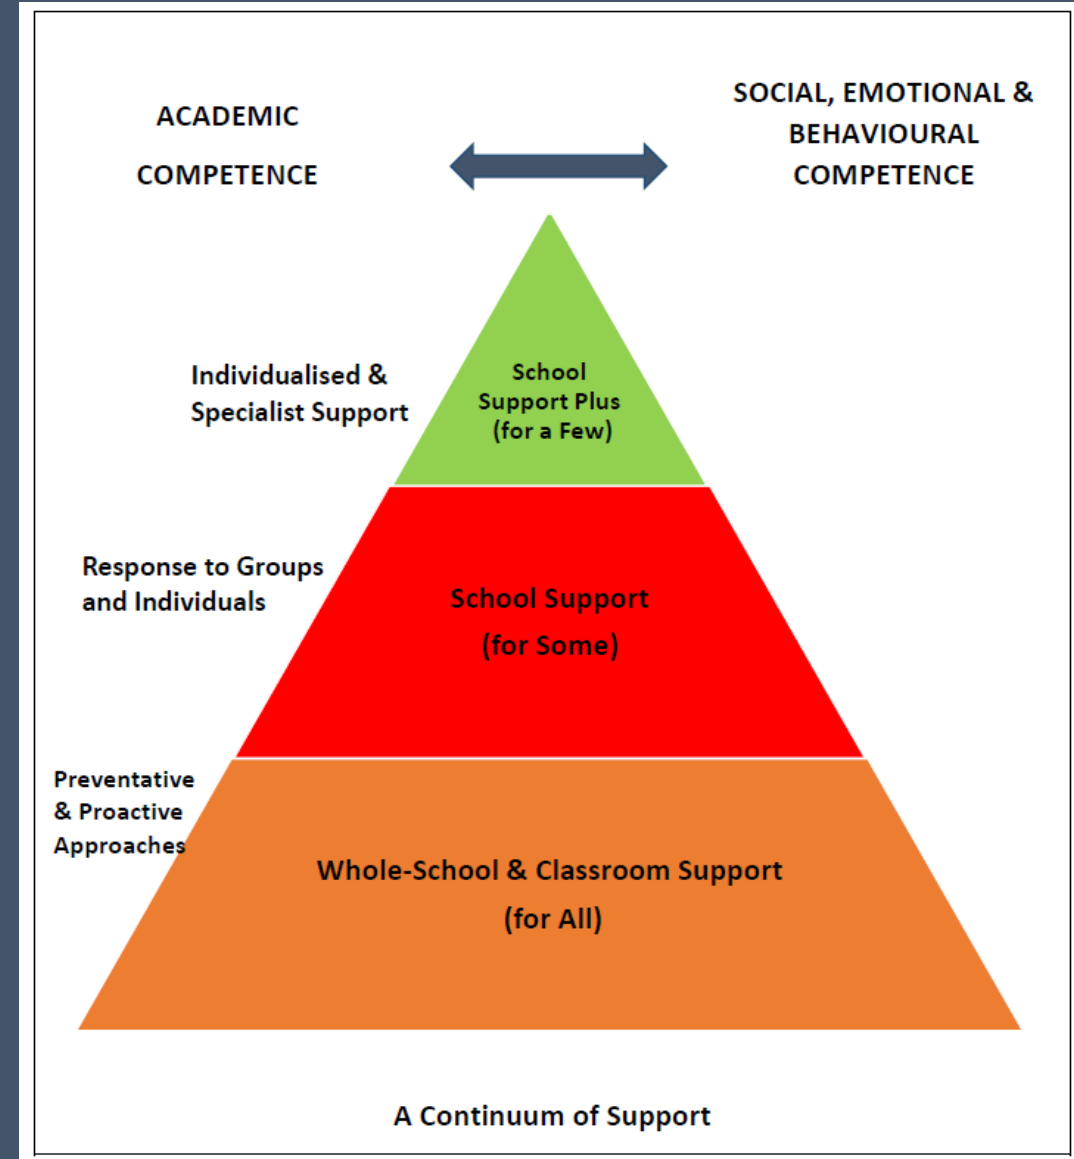 ACADEMIC
COMPETENCE
SOCIAL, EMOTIONAL &
BEHAVIOURAL
COMPETENCE
Individualised &
Specialist Support
School
Support Plus
(for a Few)
Response to Groups
and Individuals
School Support
(for Some)
Preventative
& Proactive
Approaches
Whole-School & Classroom Support
(for All)
A Continuum of Support